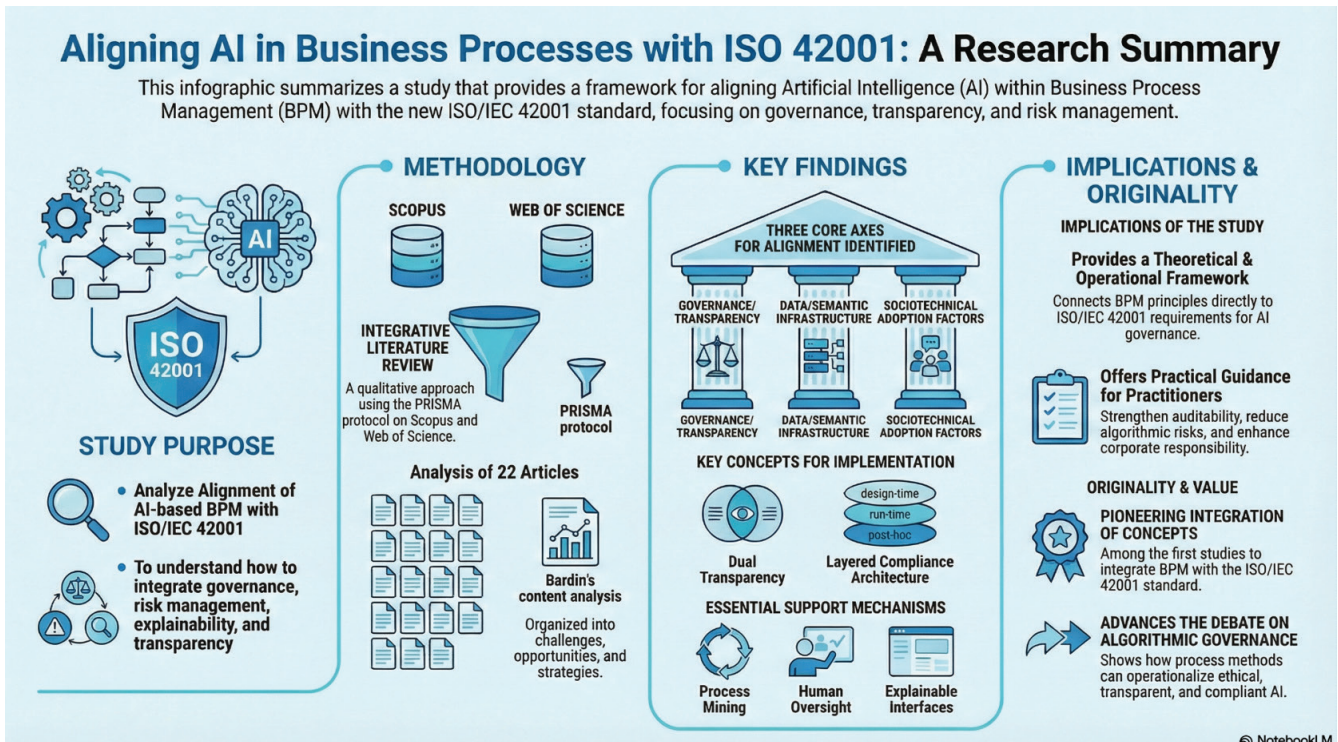 Aligning AI in Business Processes with ISO 42001: A Research Summary
This infographic summarizes a study that provides a framework for aligning Artificial Intelligence (AI) within Business Process
Management (BPM) with the new ISO/IEC 42001 standard, focusing on governance, transparency, and risk management.
AI
ISO
42001
STUDY PURPOSE
• Analyze Alignment of
AI-based BPM with
ISO/IEC 42001
• To understand how to
integrate governance,
risk management,
explainability, and
transparency
METHODOLOGY
SCOPUS
WEB OF SCIENCE
INTEGRATIVE
LITERATURE
REVIEW
A qualitative approach
using the PRISMA
protocol on Scopus and
Web of Science.
PRISMA
protocol
Analysis of 22 Articles
Bardin's
content analysis
Organized into
challenges,
opportunities, and
strategies.
KEY FINDINGS
THREE CORE AXES
FOR ALIGNMENT IDENTIFIED
GOVERNANCE/
TRANSPARENCY
DATA/SEMANTIC
INFRASTRUCTURE
SOCIOTECHNICAL
ADOPTION FACTORS
GOVERNANCE/
TRANSPARENCY
DATA/SEMANTIC
INFRASTRUCTURE
SOCIOTECHNICAL
ADOPTION FACTORS
KEY CONCEPTS FOR IMPLEMENTATION
Dual
Transparency
design-time
run-time
post-hoc
Layered Compliance
Architecture
ESSENTIAL SUPPORT MECHANISMS
Process
Mining
Human
Oversight
Explainable
Interfaces
IMPLICATIONS &
ORIGINALITY
IMPLICATIONS OF THE STUDY
Provides a Theoretical &
Operational Framework
Connects BPM principles directly to
ISO/IEC 42001 requirements for AI
governance.
Offers Practical Guidance
for Practitioners
Strengthen auditability, reduce
algorithmic risks, and enhance
corporate responsibility.
ORIGINALITY & VALUE
PIONEERING INTEGRATION
OF CONCEPTS
Among the first studies to
integrate BPM with the ISO/IEC
42001 standard.
ADVANCES THE DEBATE ON
ALGORITHMIC GOVERNANCE
Shows how process methods
can operationalize ethical,
transparent, and compliant AI.
NotebookLM